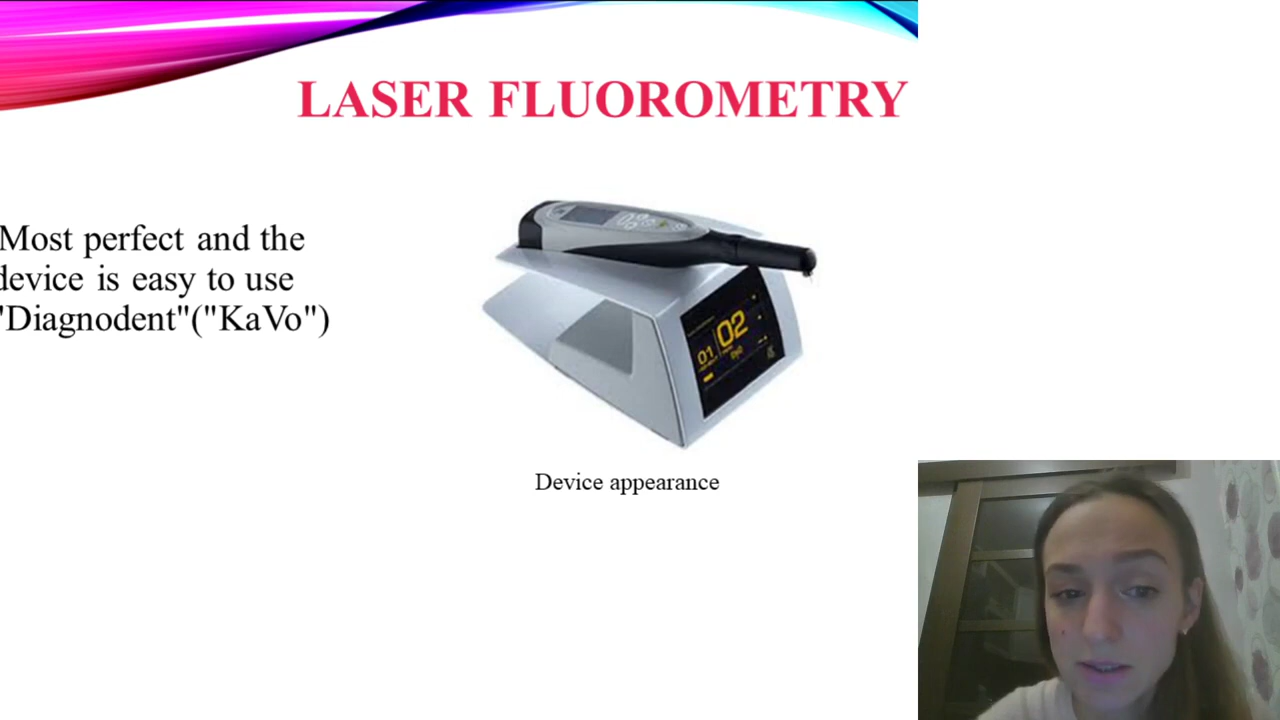 LASER FLUOROMETRY
Most perfect and the
device is easy to use
"Diagnodent"("KaVo")
01
02
Device appearance